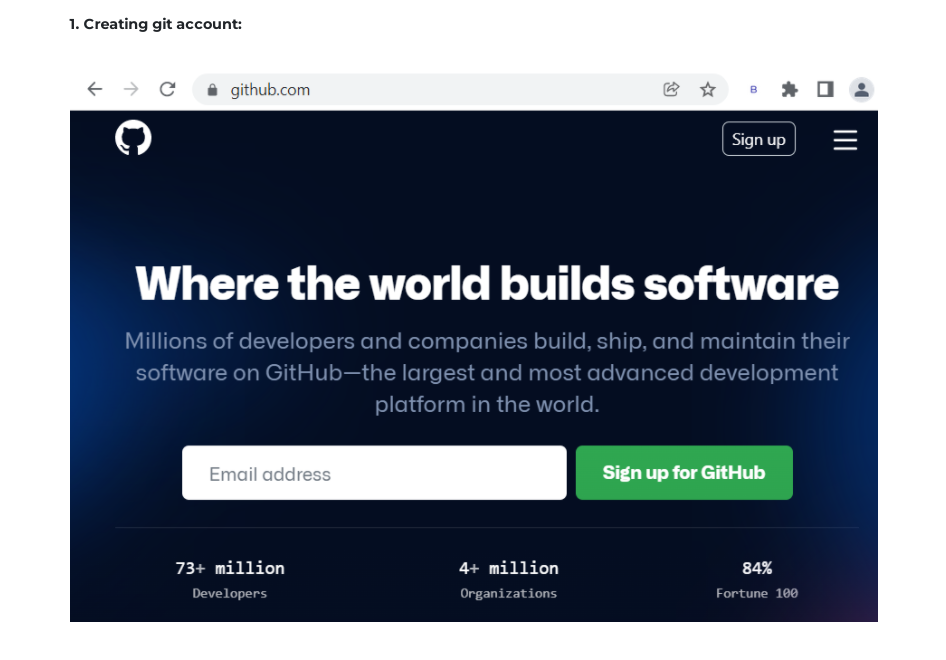 1. Creating git account:
github.com
B
Sign up
Where the world builds software
Millions of developers and companies build, ship, and maintain their
software on GitHub—the largest and most advanced development
platform in the world.
Email address
Sign up for GitHub
73+ million
4+ million
84%
Developers
Organizations
Fortune 100